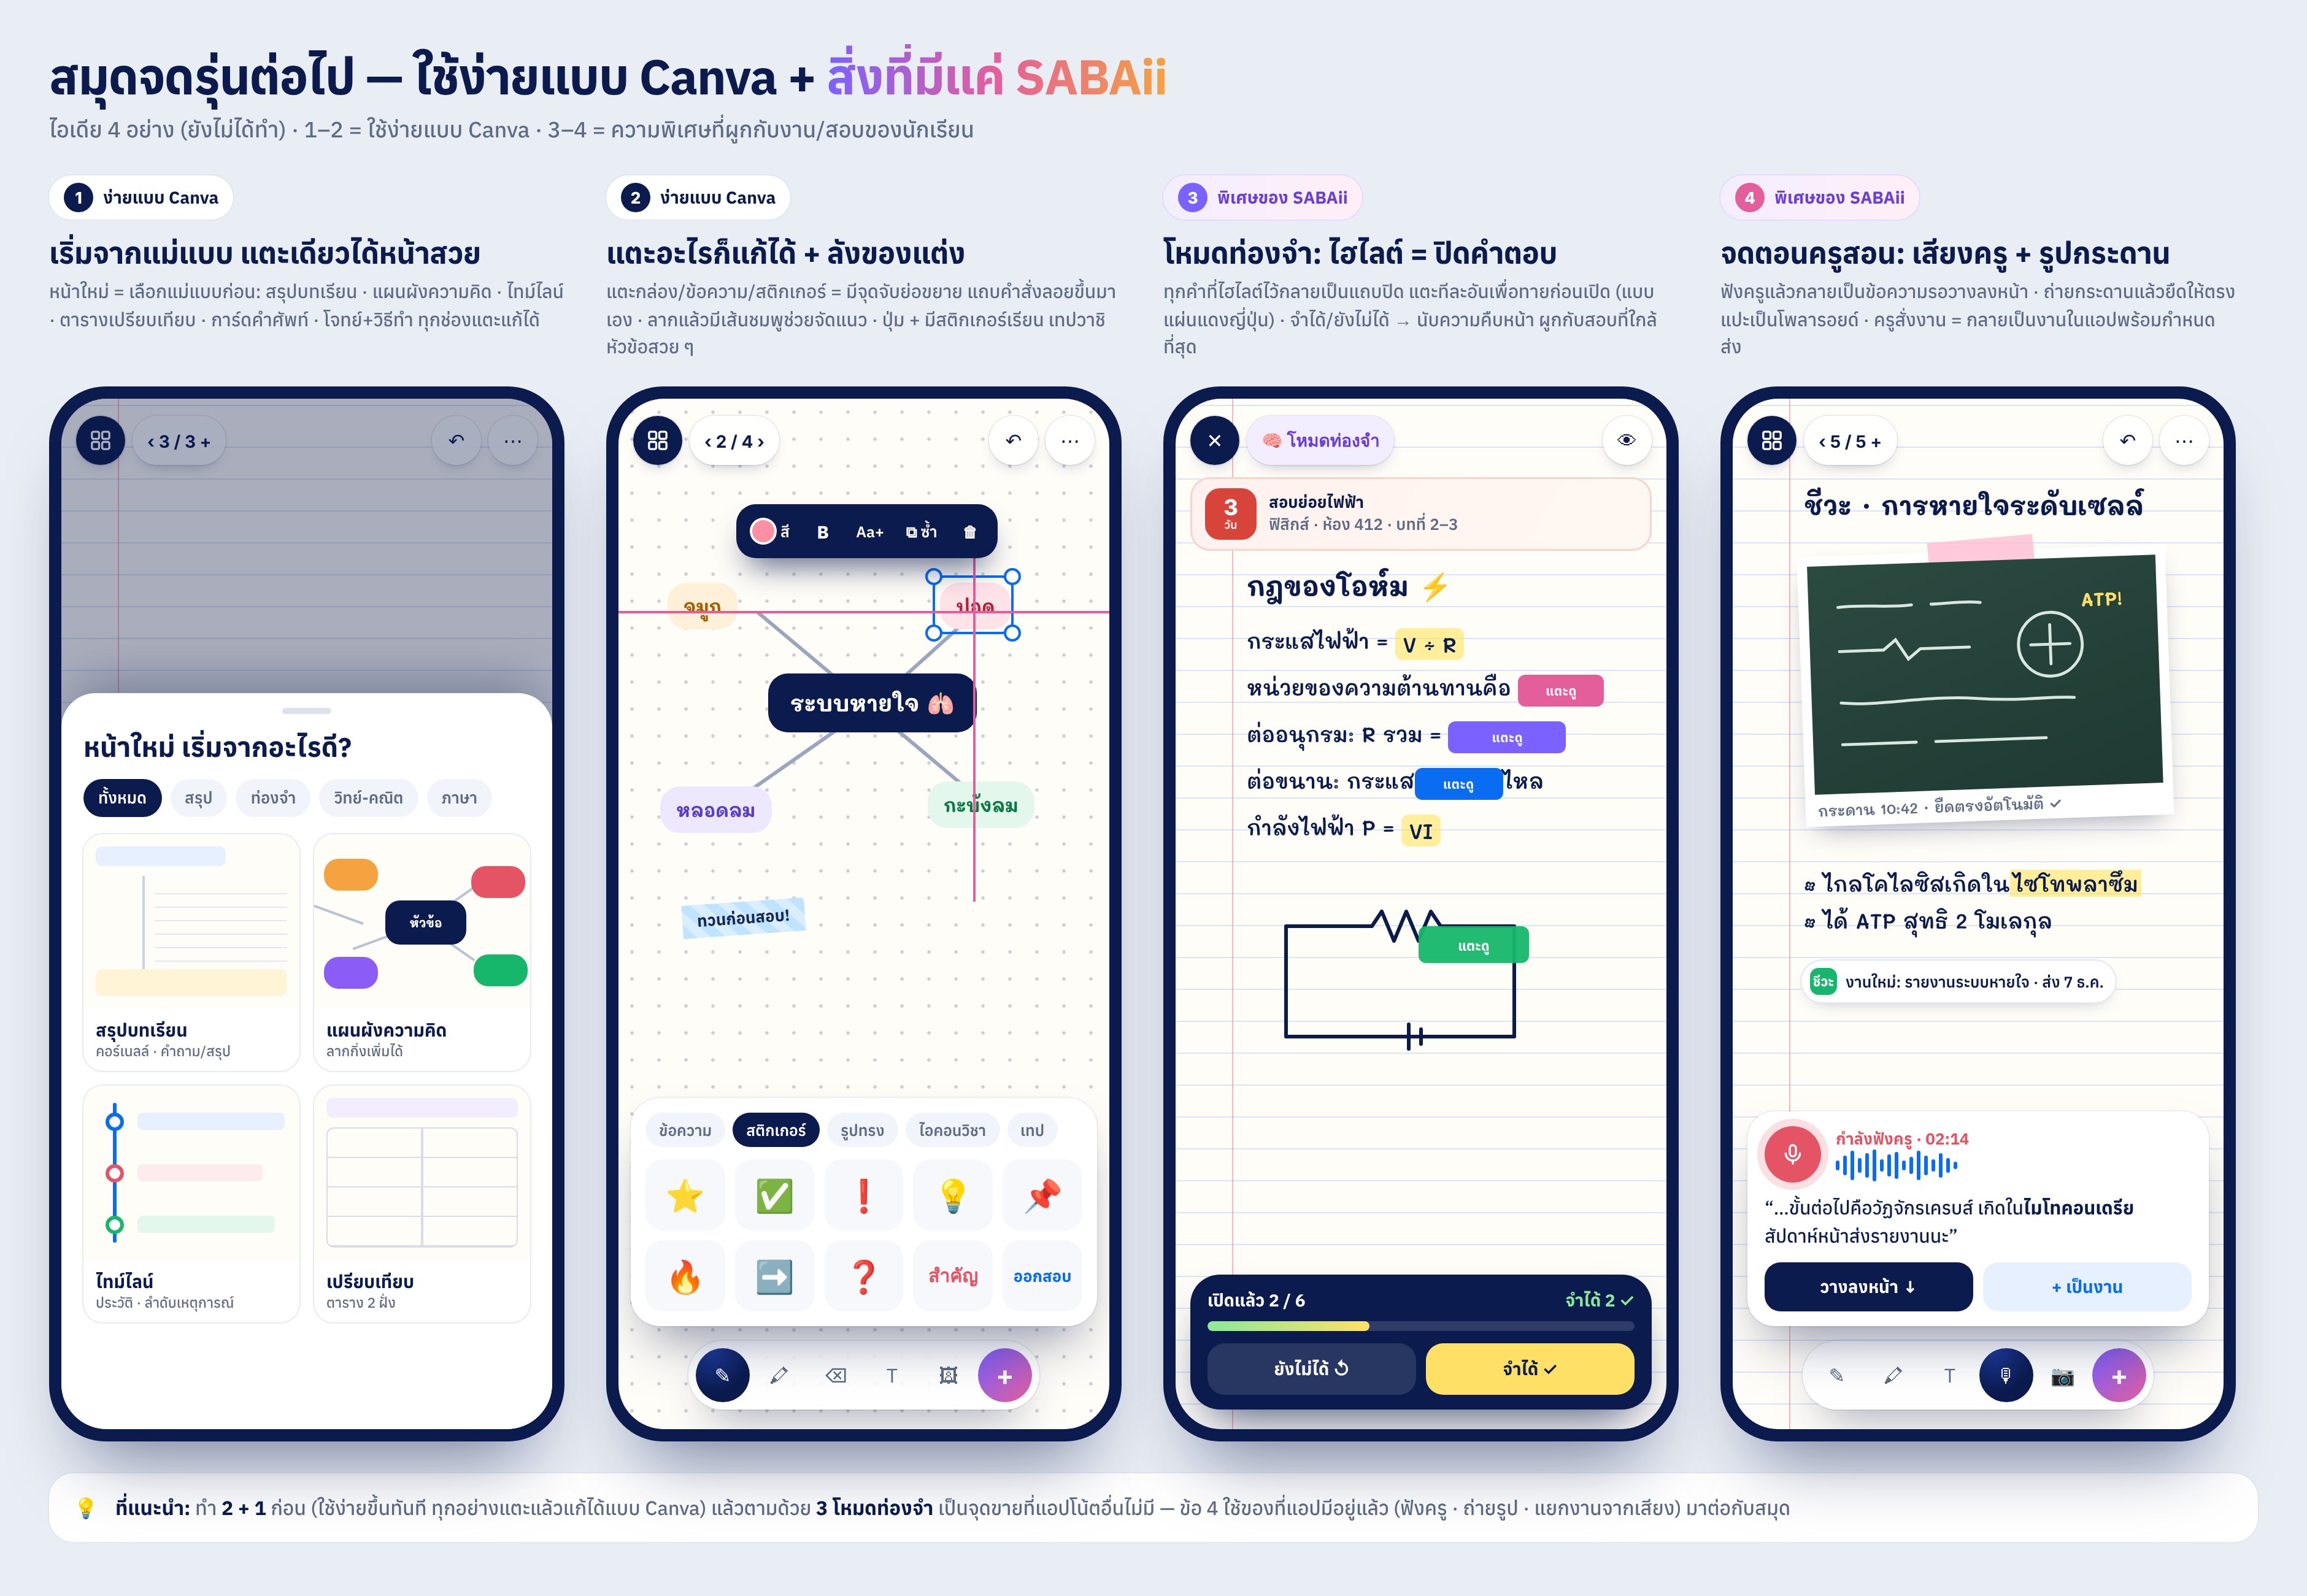 สมุดจดรุ่นต่อไป — ใช้ง่ายแบบ Canva + สิ่งที่มีแค่ SABAii
ไอเดีย 4 อย่าง (ยังไม่ได้ทำ) · 1–2 = ใช้ง่ายแบบ Canva · 3–4 = ความพิเศษที่ผูกกับงาน/สอบของนักเรียน
1 ง่ายแบบ Canva
เริ่มจากแม่แบบ แตะเดียวได้หน้าสวย
หน้าใหม่ = เลือกแม่แบบก่อน: สรุปบทเรียน · แผนผังความคิด · ไทม์ไลน์
· ตารางเปรียบเทียบ · การ์ดคำศัพท์ · โจทย์+วิธีทำ ทุกช่องแตะแก้ได้
‹ 3 / 3 +
↶
⋯
หน้าใหม่ เริ่มจากอะไรดี?
ทั้งหมด
สรุป
ท่องจำ
วิทย์-คณิต
ภาษา
หัวข้อ
สรุปบทเรียน
คอร์เนลล์ · คำถาม/สรุป
แผนผังความคิด
ลากกิ่งเพิ่มได้
ไทม์ไลน์
ประวัติ · ลำดับเหตุการณ์
เปรียบเทียบ
ตาราง 2 ฝั่ง
2 ง่ายแบบ Canva
แตะอะไรก็แก้ได้ + ลังของแต่ง
แตะกล่อง/ข้อความ/สติกเกอร์ = มีจุดจับย่อขยาย แถบคำสั่งลอยขึ้นมา
เอง · ลากแล้วมีเส้นชมพูช่วยจัดแนว · ปุ่ม + มีสติกเกอร์เรียน เทปวาชิ
หัวข้อสวย ๆ
‹ 2 / 4 ›
↶
⋯
สี B Aa+ ⧉ ซ้ำ 🗑
จมูก
ปอด
ระบบหายใจ 🫁
หลอดลม
กะบังลม
ทวนก่อนสอบ!
ข้อความ
สติกเกอร์
รูปทรง
ไอคอนวิชา
เทป
⭐ ✅ ❗ 💡 📌
🔥 ➡️ ❓ สำคัญ ออกสอบ
✎ 🖍 ⌫ T 🖼 +
3 พิเศษของ SABAii
โหมดท่องจำ: ไฮไลต์ = ปิดคำตอบ
ทุกคำที่ไฮไลต์ไว้กลายเป็นแถบปิด แตะทีละอันเพื่อทายก่อนเปิด (แบบ
แผ่นแดงญี่ปุ่น) · จำได้/ยังไม่ได้ → นับความคืบหน้า ผูกกับสอบที่ใกล้
ที่สุด
✕
🧠 โหมดท่องจำ
👁
3
วัน
สอบย่อยไฟฟ้า
ฟิสิกส์ · ห้อง 412 · บทที่ 2–3
กฎของโอห์ม ⚡
กระแสไฟฟ้า = V ÷ R
หน่วยของความต้านทานคือ แตะดู
ต่ออนุกรม: R รวม = แตะดู
ต่อขนาน: กระแส แตะดู ไหล
กำลังไฟฟ้า P = VI
แตะดู
เปิดแล้ว 2 / 6
จำได้ 2 ✓
ยังไม่ได้ ↺
จำได้ ✓
4 พิเศษของ SABAii
จดตอนครูสอน: เสียงครู + รูปกระดาน
ฟังครูแล้วกลายเป็นข้อความรอวางลงหน้า · ถ่ายกระดานแล้วยืดให้ตรง
แปะเป็นโพลารอยด์ · ครูสั่งงาน = กลายเป็นงานในแอปพร้อมกำหนด
ส่ง
‹ 5 / 5 +
↶
⋯
ชีวะ · การหายใจระดับเซลล์
ATP!
กระดาน 10:42 · ยืดตรงอัตโนมัติ ✓
ไกลโคไลซิสเกิดในไซโทพลาซึม
ได้ ATP สุทธิ 2 โมเลกุล
ชีวะ งานใหม่: รายงานระบบหายใจ · ส่ง 7 ธ.ค.
กำลังฟังครู · 02:14
“…ขั้นต่อไปคือวัฏจักรเครบส์ เกิดในไมโทคอนเดรีย
สัปดาห์หน้าส่งรายงานนะ”
วางลงหน้า ↓
+ เป็นงาน
✎ 🖍 T 🎙 📷 +
💡 ที่แนะนำ: ทำ 2 + 1 ก่อน (ใช้ง่ายขึ้นทันที ทุกอย่างแตะแล้วแก้ได้แบบ Canva) แล้วตามด้วย 3 โหมดท่องจำ เป็นจุดขายที่แอปโน้ตอื่นไม่มี — ข้อ 4 ใช้ของที่แอปมีอยู่แล้ว (ฟังครู · ถ่ายรูป · แยกงานจากเสียง) มาต่อกับสมุด